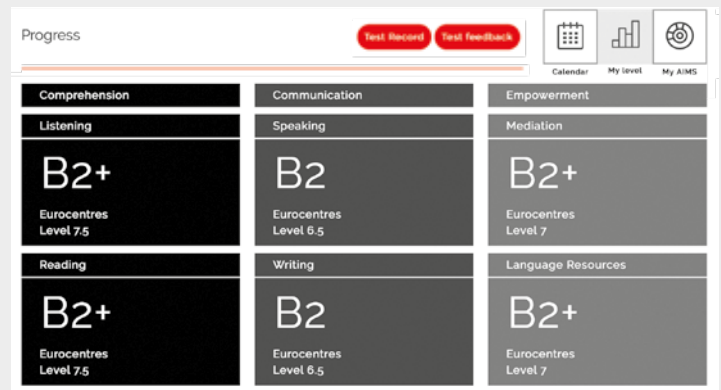 Progress
Test Record
Test feedback
Calendar
My level
My AIMS
Comprehension
Communication
Empowerment
Listening
Speaking
Mediation
B2+
B2
B2+
Eurocentres
Level 7.5
Eurocentres
Level 6.5
Eurocentres
Level 7
Reading
Writing
Language Resources
B2+
B2
B2+
Eurocentres
Level 7.5
Eurocentres
Level 6.5
Eurocentres
Level 7